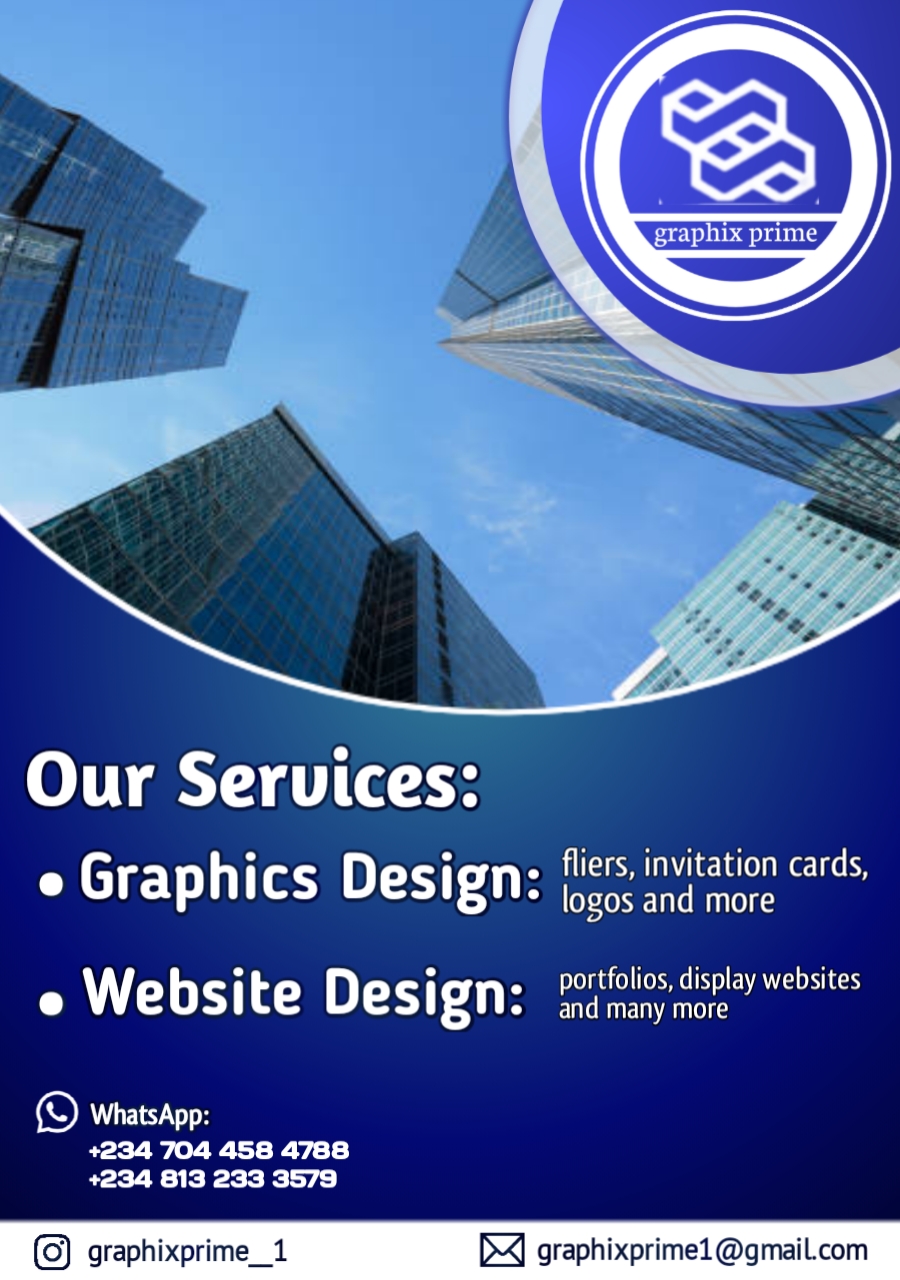 graphix prime
Our Services:
• Graphics Design: fliers, invitation cards,
logos and more
• Website Design: portfolios, display websites
and many more
WhatsApp:
+234 704 458 4788
+234 813 233 3579
graphixprime__1
graphixprime1@gmail.com